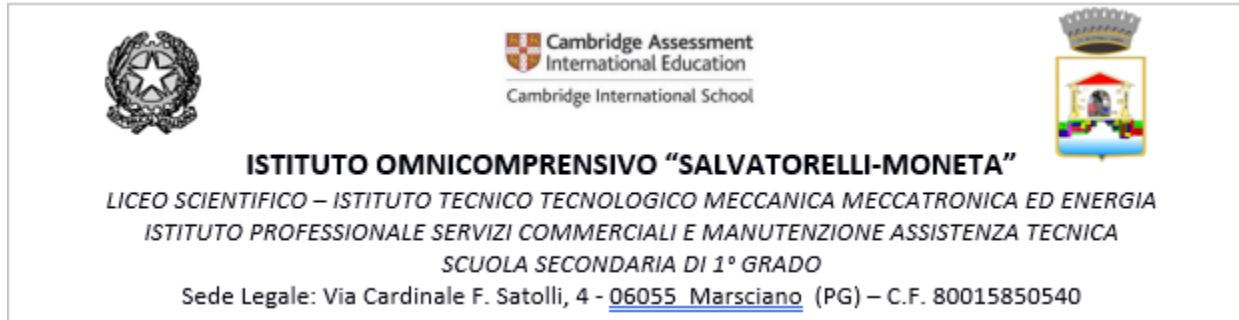 Cambridge Assessment
International Education
Cambridge International School
ISTITUTO OMNICOMPRENSIVO “SALVATORELLI-MONETA”
LICEO SCIENTIFICO – ISTITUTO TECNICO TECNOLOGICO MECCANICA MECCATRONICA ED ENERGIA
ISTITUTO PROFESSIONALE SERVIZI COMMERCIALI E MANUTENZIONE ASSISTENZA TECNICA
SCUOLA SECONDARIA DI 1° GRADO
Sede Legale: Via Cardinale F. Satolli, 4 - 06055 Marsciano (PG) – C.F. 80015850540